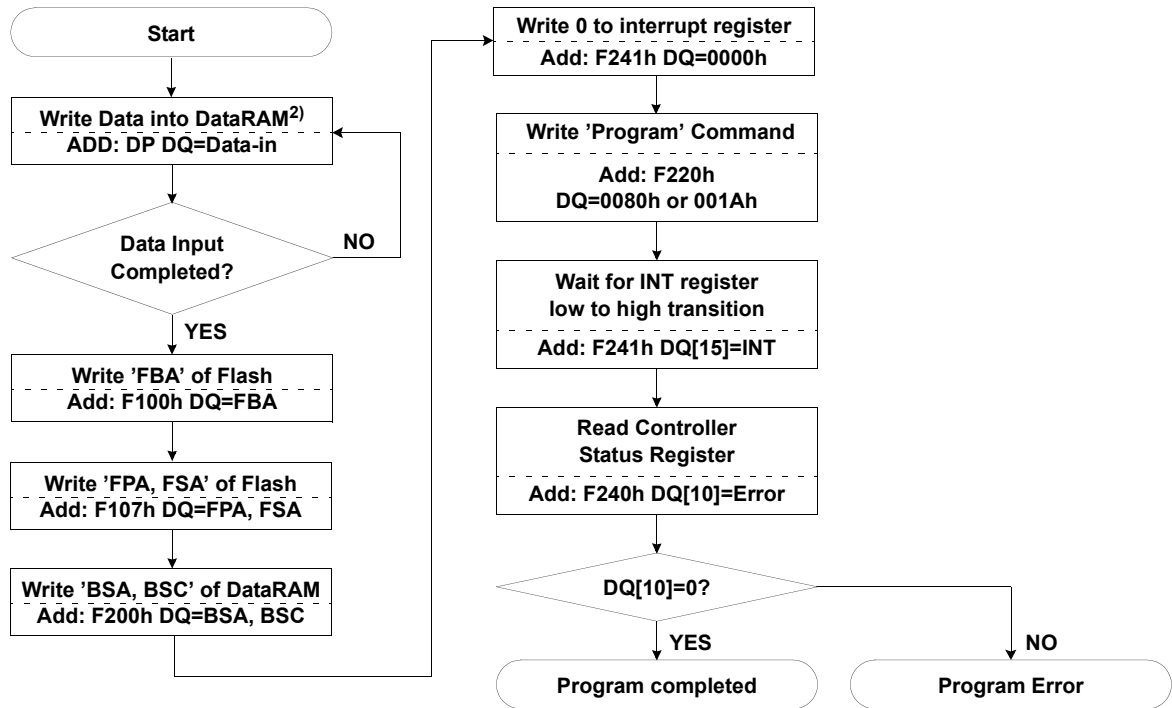 Start
Write Data into DataRAM2)
ADD: DP DQ=Data-in
Data Input
Completed?
NO
YES
Write ’FBA’ of Flash
Add: F100h DQ=FBA
Write ’FPA, FSA’ of Flash
Add: F107h DQ=FPA, FSA
Write ’BSA, BSC’ of DataRAM
Add: F200h DQ=BSA, BSC
Write 0 to interrupt register
Add: F241h DQ=0000h
Write ’Program’ Command
Add: F220h
DQ=0080h or 001Ah
Wait for INT register
low to high transition
Add: F241h DQ[15]=INT
Read Controller
Status Register
Add: F240h DQ[10]=Error
DQ[10]=0?
YES
NO
Program completed
Program Error